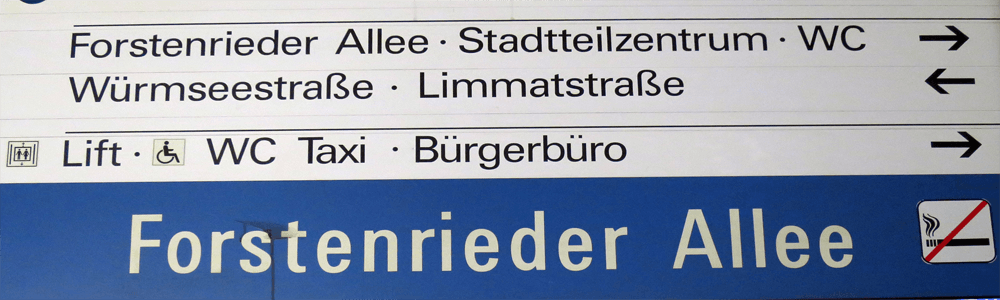 Forstenrieder Allee · Stadtteilzentrum · WC →
Würmseestraße · Limmatstraße ←
Lift · WC Taxi · Bürgerbüro →
Forstenrieder Allee